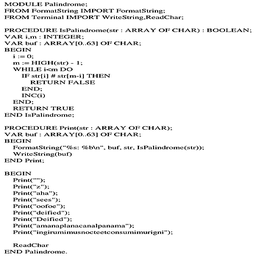 MODULE Palindrome;
FROM FormatString IMPORT FormatString;
FROM Terminal IMPORT WriteString,ReadChar;
PROCEDURE IsPalindrome(str : ARRAY OF CHAR) : BOOLEAN;
VAR i,m : INTEGER;
VAR buf : ARRAY[0..63] OF CHAR;
BEGIN
i := 0;
m := HIGH(str) - 1;
WHILE i<m DO
IF str[i] # str[m-i] THEN
RETURN FALSE
END;
INC(i)
END;
RETURN TRUE
END IsPalindrome;
PROCEDURE Print(str : ARRAY OF CHAR);
VAR buf : ARRAY[0..63] OF CHAR;
BEGIN
FormatString("%s: %b\n", buf, str, IsPalindrome(str));
WriteString(buf)
END Print;
BEGIN
Print("");
Print("z");
Print("aha");
Print("sees");
Print("oofoe");
Print("deified");
Print("Deified");
Print("amanaplanacanalpanama");
Print("ingirumimusnocteetconsumimurigni");
ReadChar
END Palindrome.